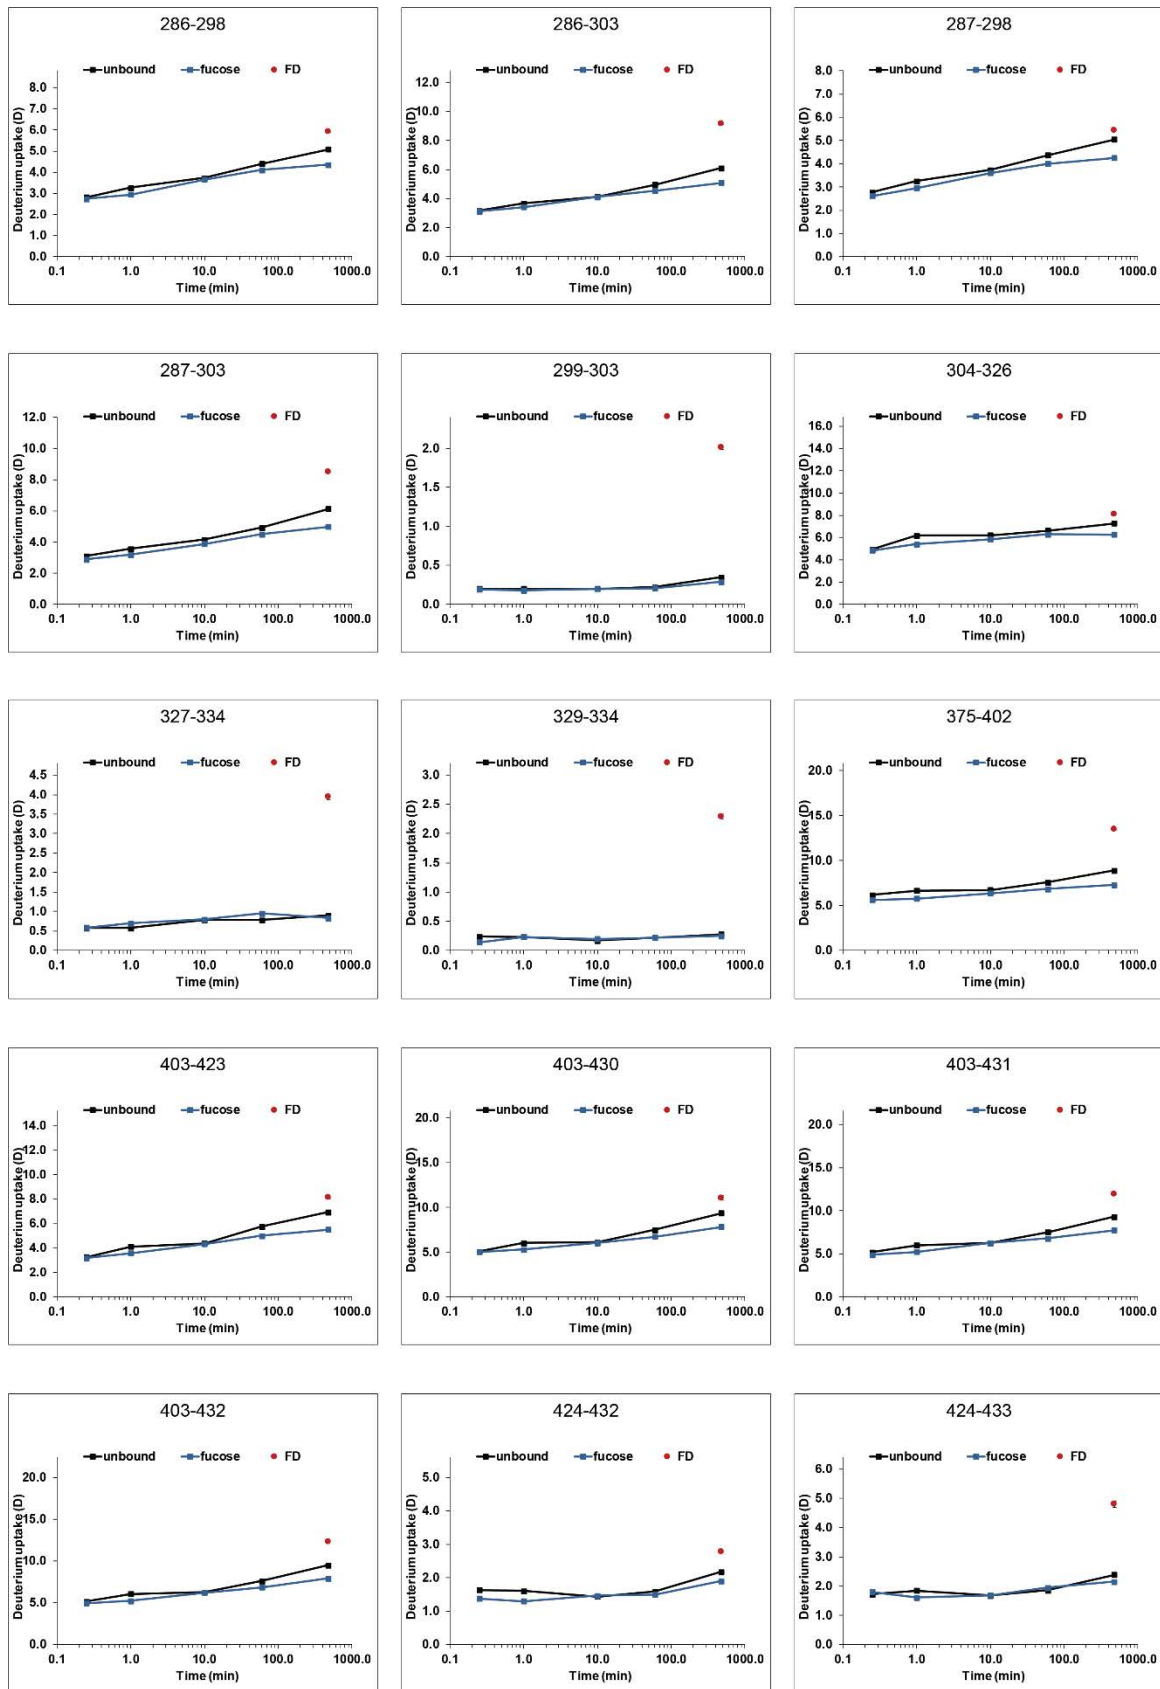 286-298
unbound fucose FD
Deuterium uptake (D)
8.0
7.0
6.0
5.0
4.0
3.0
2.0
1.0
0.0
0.1 1.0 10.0 100.0 1000.0
Time (min)
286-303
unbound fucose FD
Deuterium uptake (D)
12.0
10.0
8.0
6.0
4.0
2.0
0.0
0.1 1.0 10.0 100.0 1000.0
Time (min)
287-298
unbound fucose FD
Deuterium uptake (D)
8.0
7.0
6.0
5.0
4.0
3.0
2.0
1.0
0.0
0.1 1.0 10.0 100.0 1000.0
Time (min)
287-303
unbound fucose FD
Deuterium uptake (D)
12.0
10.0
8.0
6.0
4.0
2.0
0.0
0.1 1.0 10.0 100.0 1000.0
Time (min)
299-303
unbound fucose FD
Deuterium uptake (D)
2.0
1.5
1.0
0.5
0.0
0.1 1.0 10.0 100.0 1000.0
Time (min)
304-326
unbound fucose FD
Deuterium uptake (D)
16.0
14.0
12.0
10.0
8.0
6.0
4.0
2.0
0.0
0.1 1.0 10.0 100.0 1000.0
Time (min)
327-334
unbound fucose FD
Deuterium uptake (D)
4.5
4.0
3.5
3.0
2.5
2.0
1.5
1.0
0.5
0.0
0.1 1.0 10.0 100.0 1000.0
Time (min)
329-334
unbound fucose FD
Deuterium uptake (D)
3.0
2.5
2.0
1.5
1.0
0.5
0.0
0.1 1.0 10.0 100.0 1000.0
Time (min)
375-402
unbound fucose FD
Deuterium uptake (D)
20.0
15.0
10.0
5.0
0.0
0.1 1.0 10.0 100.0 1000.0
Time (min)
403-423
unbound fucose FD
Deuterium uptake (D)
14.0
12.0
10.0
8.0
6.0
4.0
2.0
0.0
0.1 1.0 10.0 100.0 1000.0
Time (min)
403-430
unbound fucose FD
Deuterium uptake (D)
20.0
15.0
10.0
5.0
0.0
0.1 1.0 10.0 100.0 1000.0
Time (min)
403-431
unbound fucose FD
Deuterium uptake (D)
20.0
15.0
10.0
5.0
0.0
0.1 1.0 10.0 100.0 1000.0
Time (min)
403-432
unbound fucose FD
Deuterium uptake (D)
20.0
15.0
10.0
5.0
0.0
0.1 1.0 10.0 100.0 1000.0
Time (min)
424-432
unbound fucose FD
Deuterium uptake (D)
5.0
4.0
3.0
2.0
1.0
0.0
0.1 1.0 10.0 100.0 1000.0
Time (min)
424-433
unbound fucose FD
Deuterium uptake (D)
6.0
5.0
4.0
3.0
2.0
1.0
0.0
0.1 1.0 10.0 100.0 1000.0
Time (min)